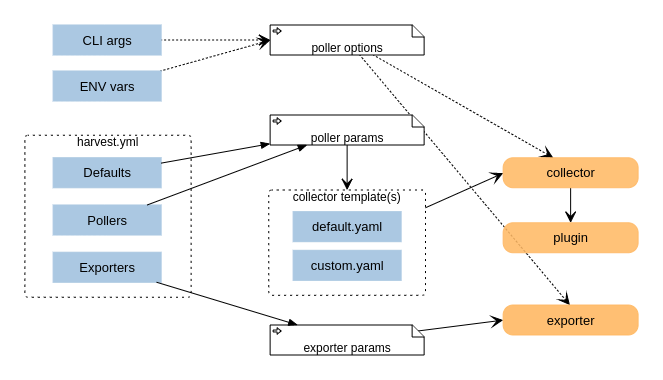 CLI args
poller options
ENV vars
harvest.yml
poller params
Defaults
collector
collector template(s)
Pollers
default.yaml
plugin
Exporters
custom.yaml
exporter
exporter params